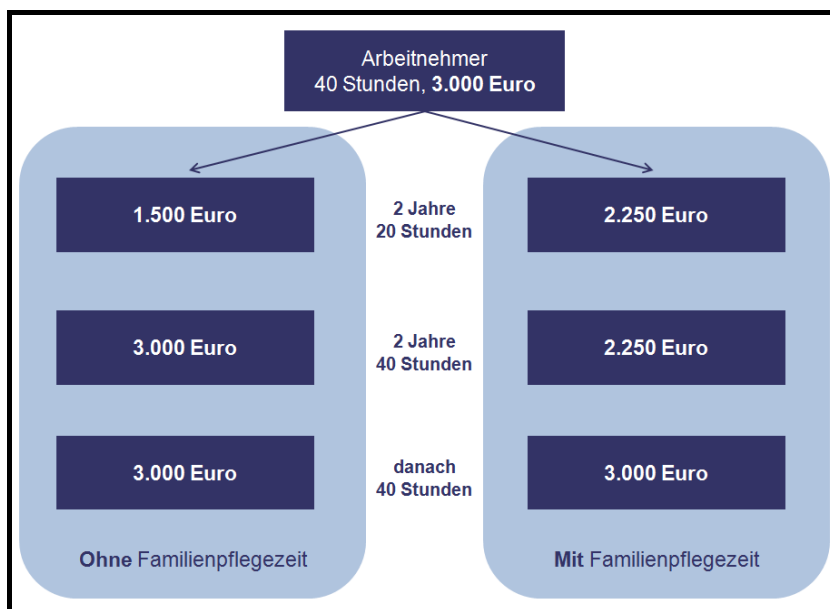 Arbeitnehmer
40 Stunden, 3.000 Euro
1.500 Euro
2 Jahre
20 Stunden
2.250 Euro
3.000 Euro
2 Jahre
40 Stunden
2.250 Euro
3.000 Euro
danach
40 Stunden
3.000 Euro
Ohne Familienpflegezeit
Mit Familienpflegezeit